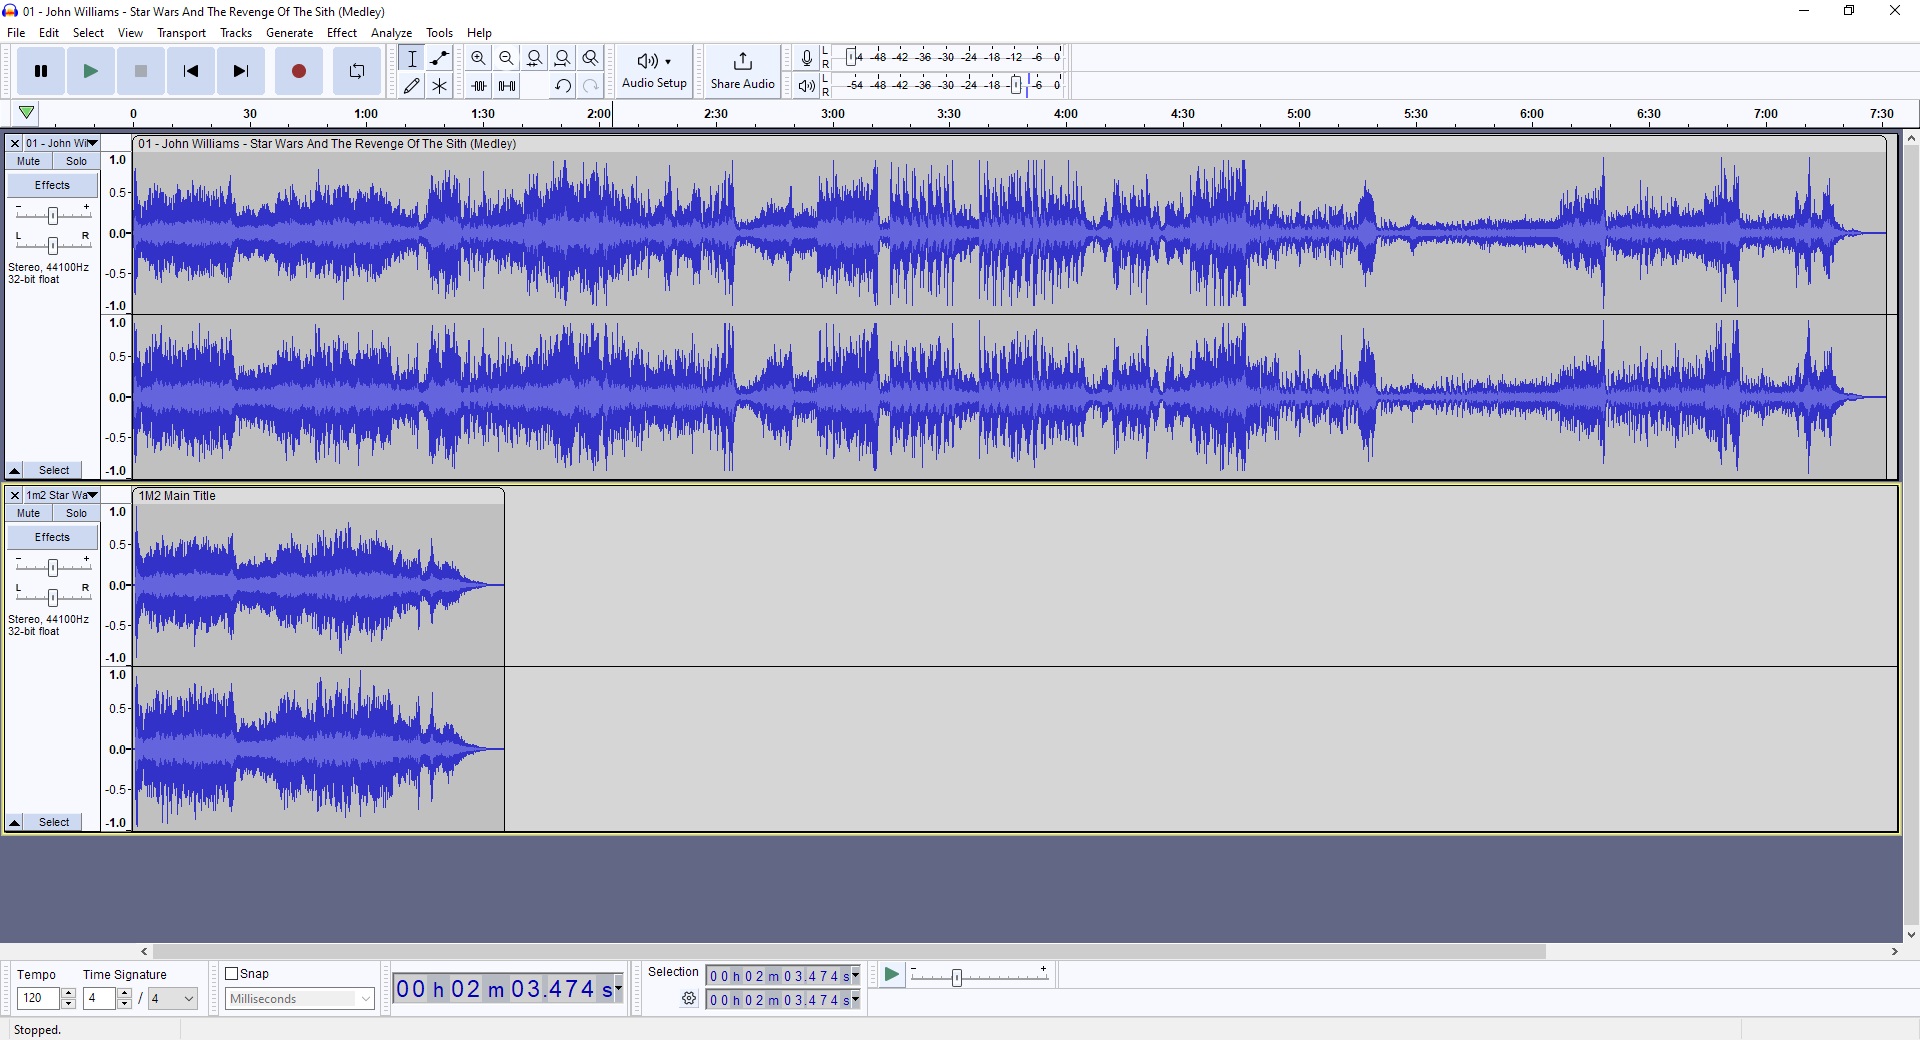 01 - John Williams - Star Wars And The Revenge Of The Sith (Medley)
File Edit Select View Transport Tracks Generate Effect Analyze Tools Help
Audio Setup
Share Audio
L
R
-54 -48 -42 -36 -30 -24 -18 -12 -6 0
L
R
-54 -48 -42 -36 -30 -24 -18 -12 -6 0
0 30 1:00 1:30 2:00 2:30 3:00 3:30 4:00 4:30 5:00 5:30 6:00 6:30 7:00 7:30
01 - John Wil
01 - John Williams - Star Wars And The Revenge Of The Sith (Medley)
Mute Solo
Effects
- +
L R
Stereo, 44100Hz
32-bit float
Select
1.0
0.5
0.0
-0.5
-1.0
1.0
0.5
0.0
-0.5
-1.0
1m2 Star Wa
1M2 Main Title
Mute Solo
Effects
- +
L R
Stereo, 44100Hz
32-bit float
Select
1.0
0.5
0.0
-0.5
-1.0
1.0
0.5
0.0
-0.5
-1.0
Tempo
120
Time Signature
4 / 4
Snap
Milliseconds
00 h 02 m 03.474 s
Selection
00 h 02 m 03.474 s
00 h 02 m 03.474 s
- +
Stopped.